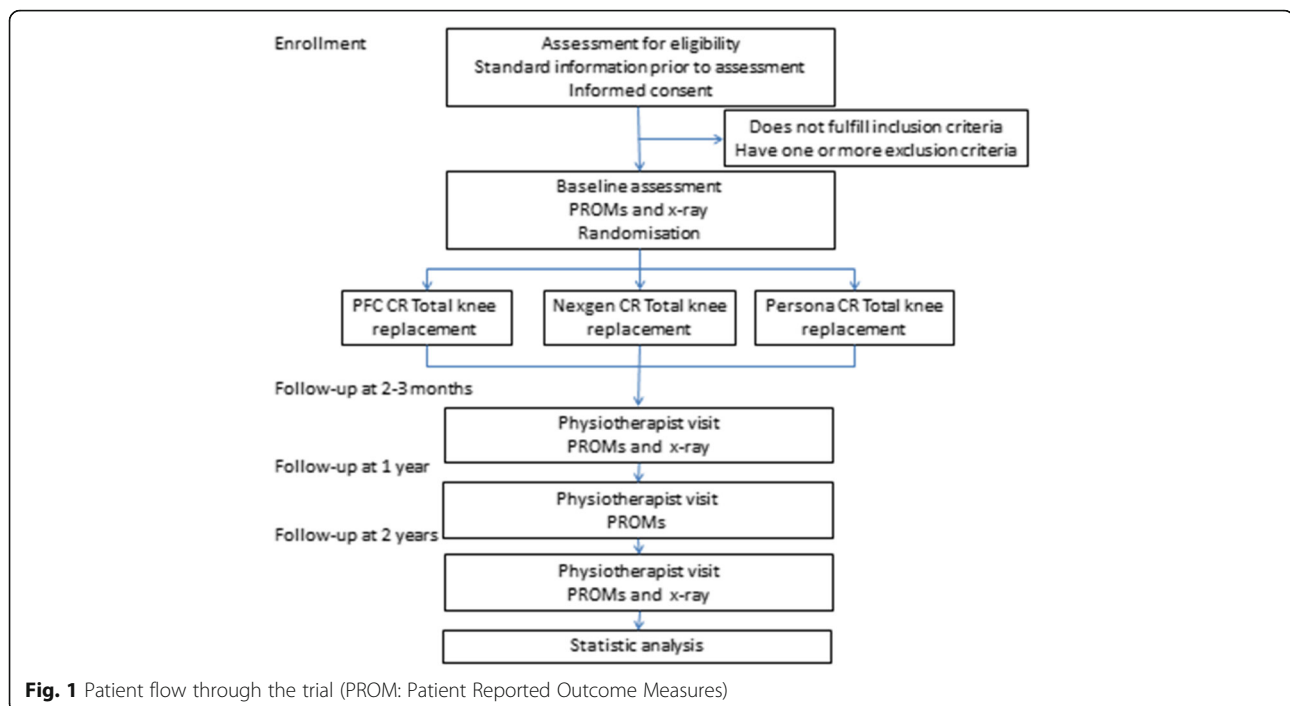 Enrollment
Assessment for eligibility
Standard information prior to assessment
Informed consent
Does not fulfill inclusion criteria
Have one or more exclusion criteria
Baseline assessment
PROMs and x-ray
Randomisation
PFC CR Total knee
replacement
Nexgen CR Total knee
replacement
Persona CR Total knee
replacement
Follow-up at 2-3 months
Physiotherapist visit
PROMs and x-ray
Follow-up at 1 year
Physiotherapist visit
PROMs
Follow-up at 2 years
Physiotherapist visit
PROMs and x-ray
Statistic analysis
Fig. 1 Patient flow through the trial (PROM: Patient Reported Outcome Measures)